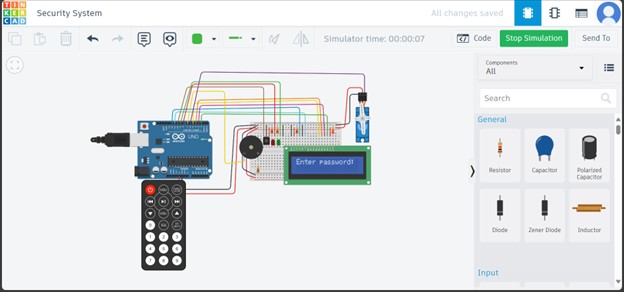 TIN
KER
CAD
Security System
All changes saved
Simulator time: 00:00:07
Code
Stop Simulation
Send To
Components
All
Search
General
Resistor
Capacitor
Polarized
Capacitor
Diode
Zener Diode
Inductor
Input
UNO
ARDUINO
Enter password!